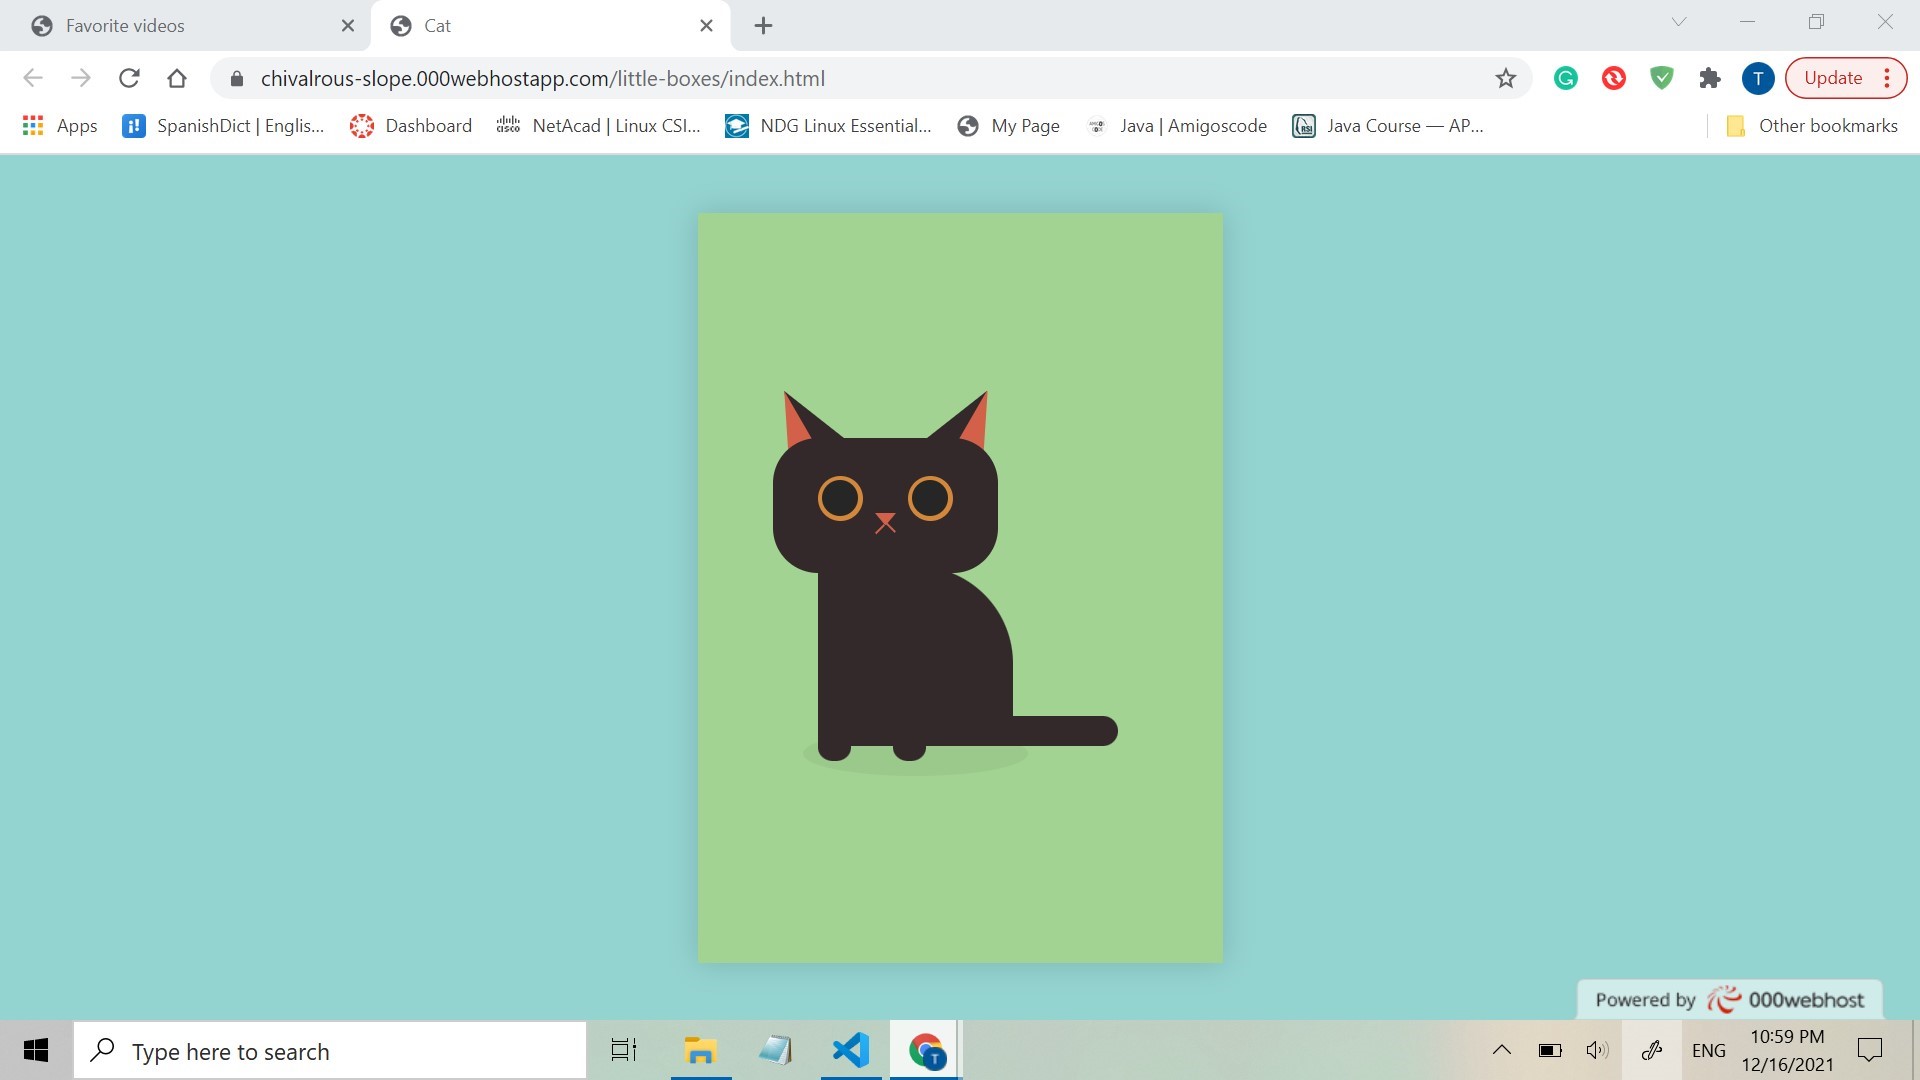 Favorite videos
Cat
chivalrous-slope.000webhostapp.com/little-boxes/index.html
T
Update
Apps
SpanishDict | Englis...
Dashboard
CISCO
NetAcad | Linux CSI...
NDG Linux Essential...
My Page
Java | Amigoscode
RSI
Java Course — AP...
Other bookmarks
Powered by 000webhost
Type here to search
T
ENG
10:59 PM
12/16/2021